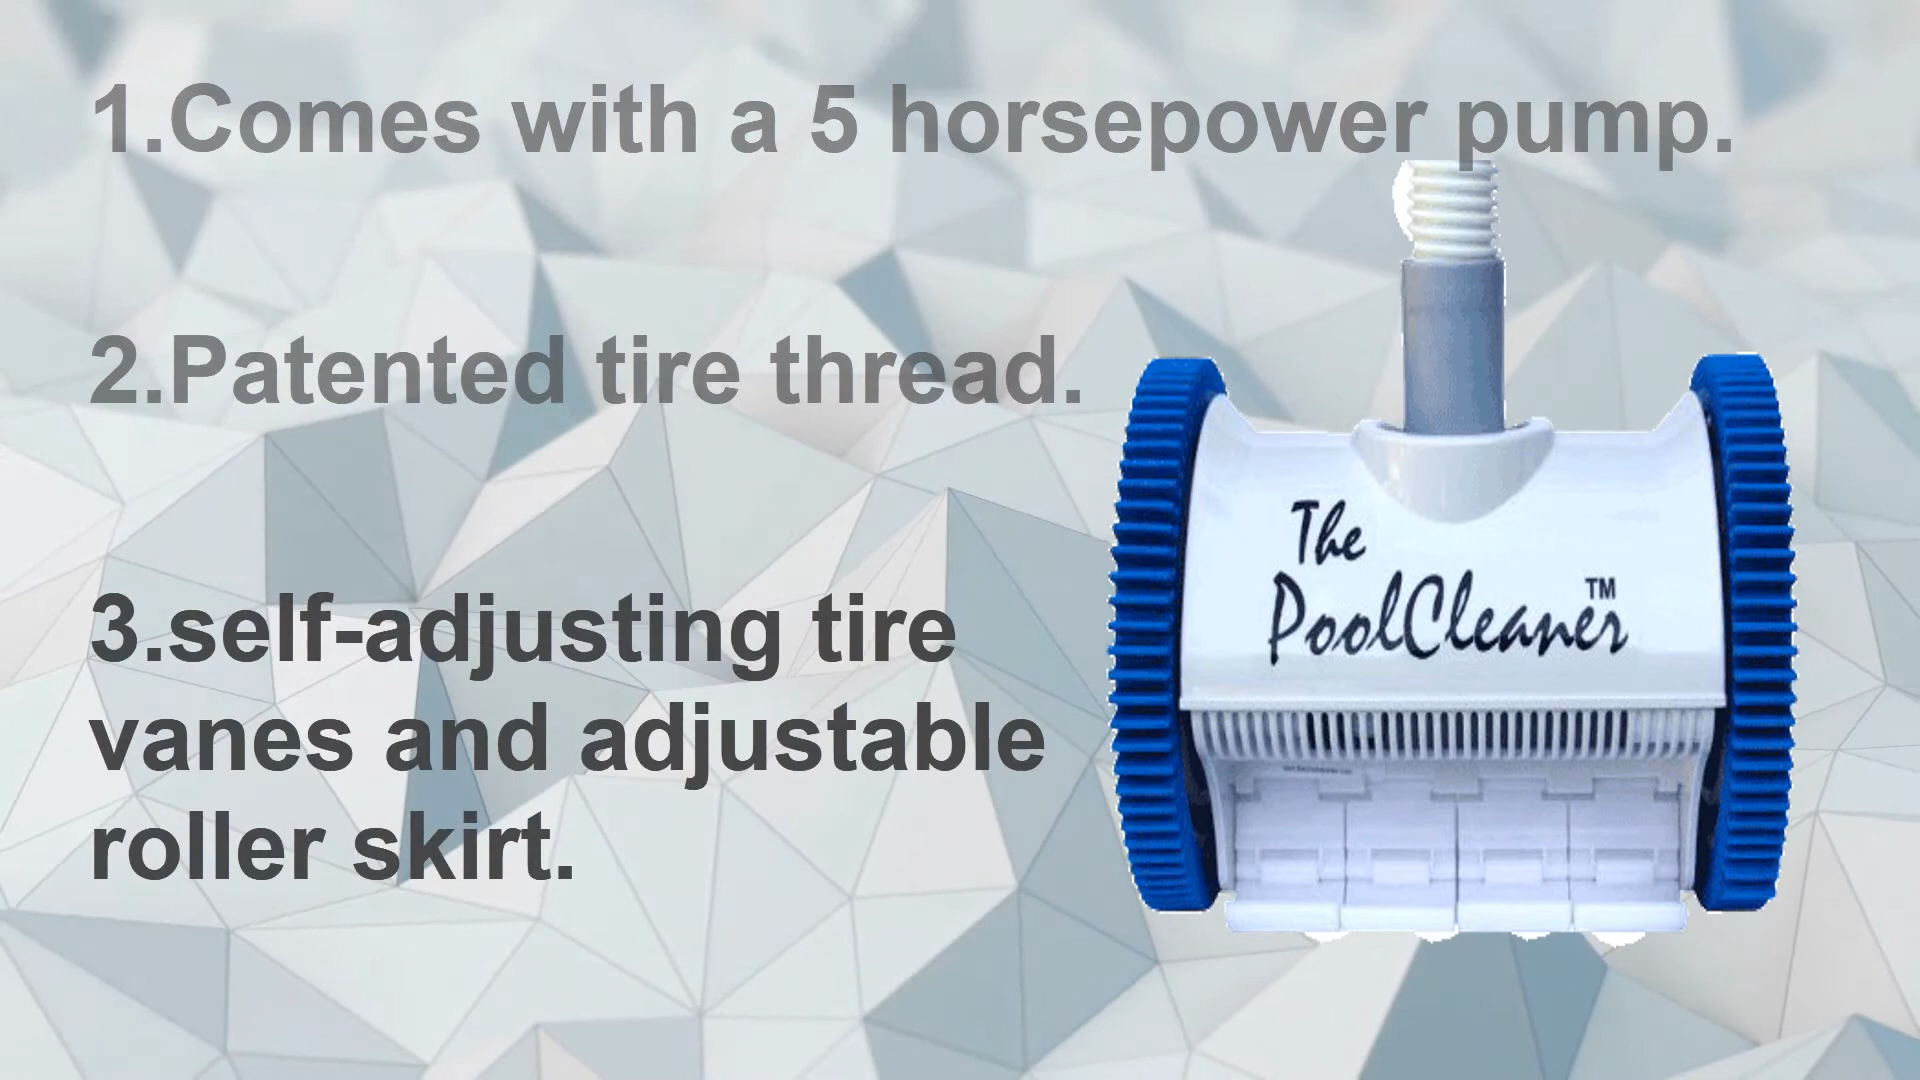 1.Comes with a 5 horsepower pump.
2.Patented tire thread.
3.self-adjusting tire
vanes and adjustable
roller skirt.
The
PoolCleaner™